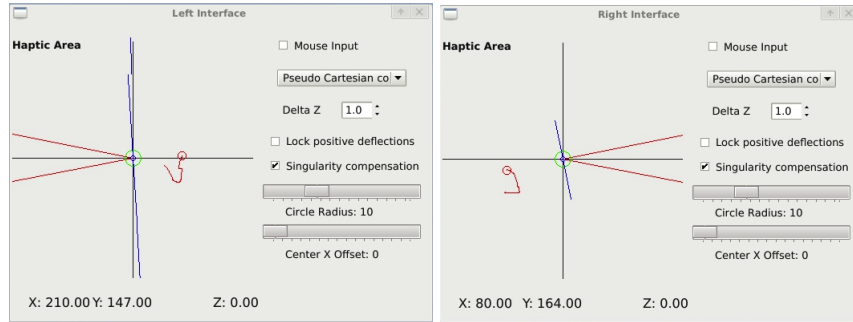 Left Interface
Haptic Area
Mouse Input
Pseudo Cartesian co
Delta Z 1.0
Lock positive deflections
Singularity compensation
Circle Radius: 10
Center X Offset: 0
X: 210.00 Y: 147.00 Z: 0.00
Right Interface
Haptic Area
Mouse Input
Pseudo Cartesian co
Delta Z 1.0
Lock positive deflections
Singularity compensation
Circle Radius: 10
Center X Offset: 0
X: 80.00 Y: 164.00 Z: 0.00